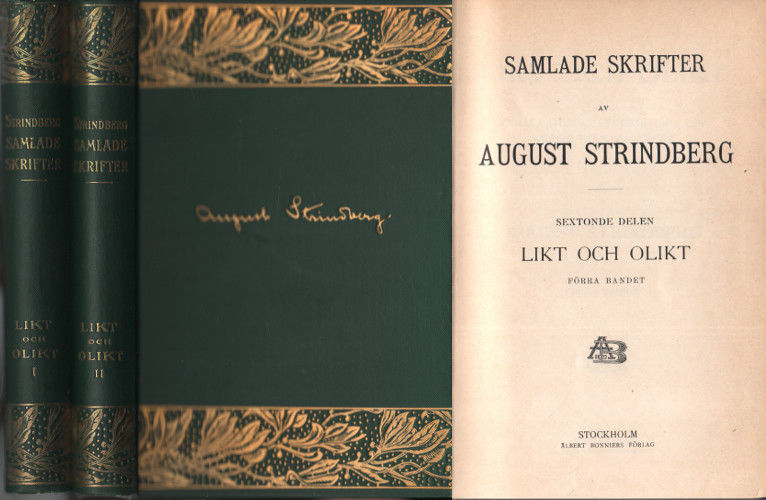 STRINDBERG
SAMLADE
SKRIFTER
LIKT
OCH
OLIKT
I
STRINDBERG
SAMLADE
SKRIFTER
LIKT
OCH
OLIKT
II
August Strindberg.
SAMLADE SKRIFTER
AV
AUGUST STRINDBERG
SEXTONDE DELEN
LIKT OCH OLIKT
FÖRRA BANDET
AB
STOCKHOLM
ALBERT BONNIERS FÖRLAG